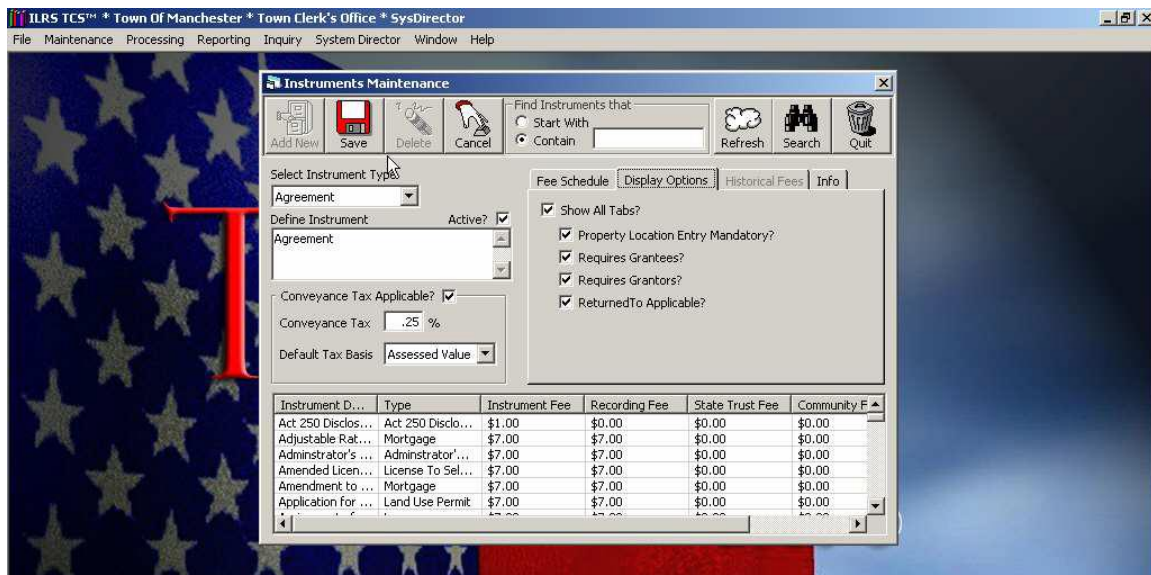 ILRS TCS™ * Town Of Manchester * Town Clerk's Office * SysDirector
File Maintenance Processing Reporting Inquiry System Director Window Help
Instruments Maintenance
Add New Save Delete Cancel
Find Instruments that
Start With
Contain
Refresh Search Quit
Select Instrument Type
Agreement
Define Instrument Active?
Agreement
Conveyance Tax Applicable?
Conveyance Tax .25 %
Default Tax Basis Assessed Value
Fee Schedule Display Options Historical Fees Info
Show All Tabs?
Property Location Entry Mandatory?
Requires Grantees?
Requires Grantors?
ReturnedTo Applicable?
Instrument D... Type Instrument Fee Recording Fee State Trust Fee Community F
Act 250 Disclos... Act 250 Disclo... $1.00 $0.00 $0.00 $0.00
Adjustable Rat... Mortgage $7.00 $7.00 $0.00 $0.00
Adminstrator's ... Adminstrator'... $7.00 $7.00 $0.00 $0.00
Amended Licen... License To Sel... $7.00 $7.00 $0.00 $0.00
Amendment to ... Mortgage $7.00 $7.00 $0.00 $0.00
Application for ... Land Use Permit $7.00 $7.00 $0.00 $0.00